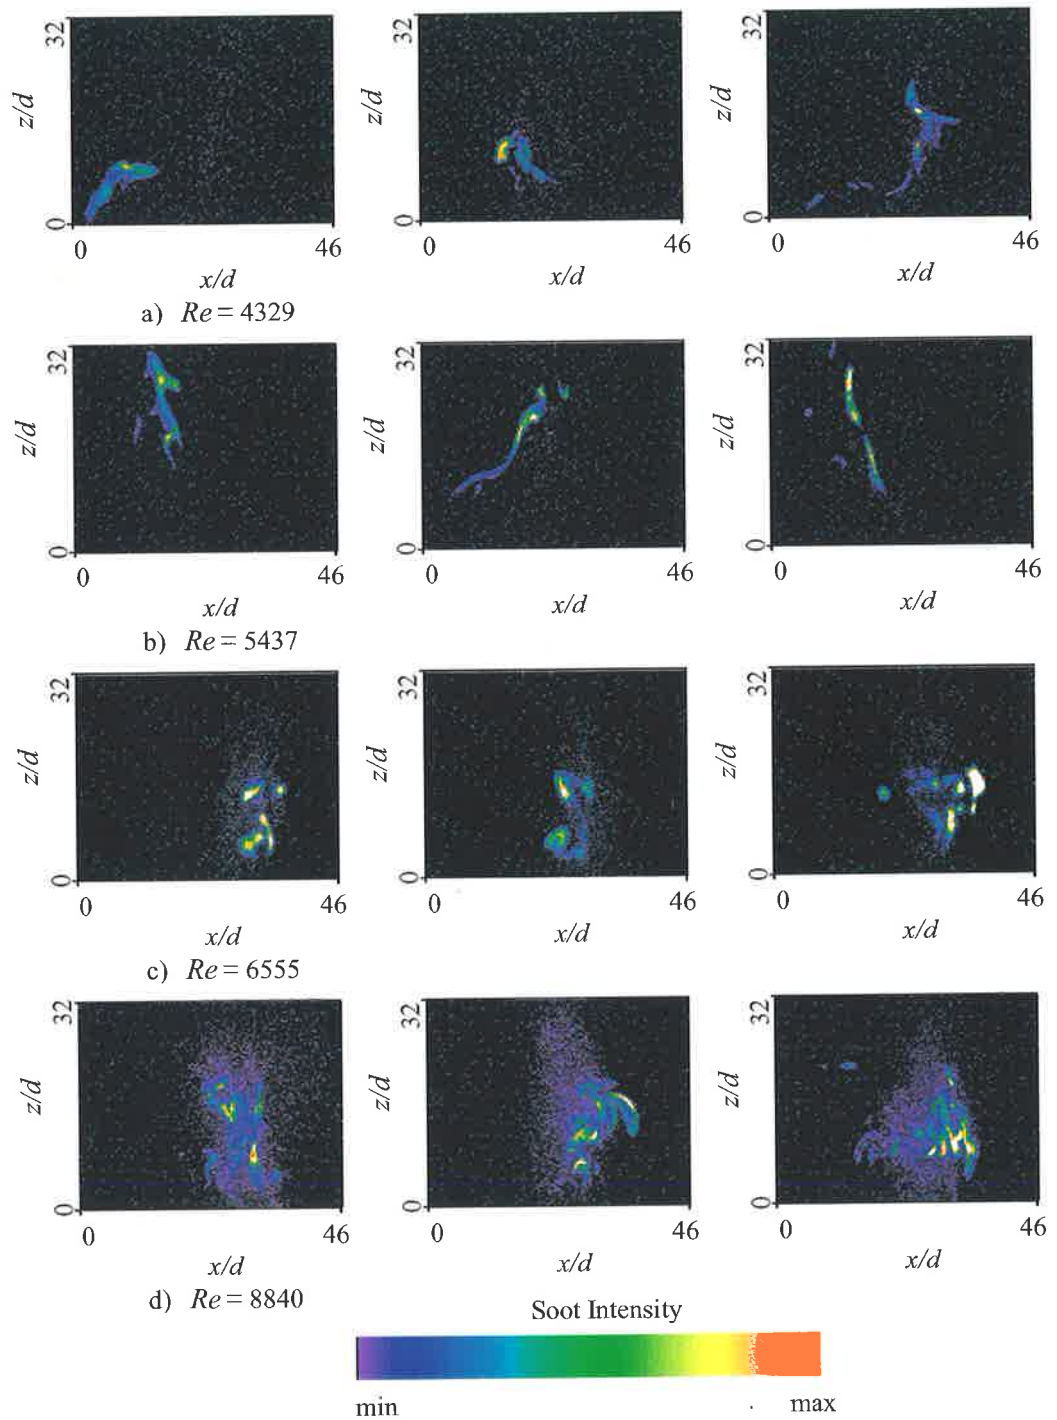 32 32 32
z/d z/d z/d
0 0 0
0 46 0 46 0 46
x/d x/d x/d
a) Re = 4329
32 32 32
z/d z/d z/d
0 0 0
0 46 0 46 0 46
x/d x/d x/d
b) Re = 5437
32 32 32
z/d z/d z/d
0 0 0
0 46 0 46 0 46
x/d x/d x/d
c) Re = 6555
32 32 32
z/d z/d z/d
0 0 0
0 46 0 46 0 46
x/d x/d x/d
d) Re = 8840
Soot Intensity
min max